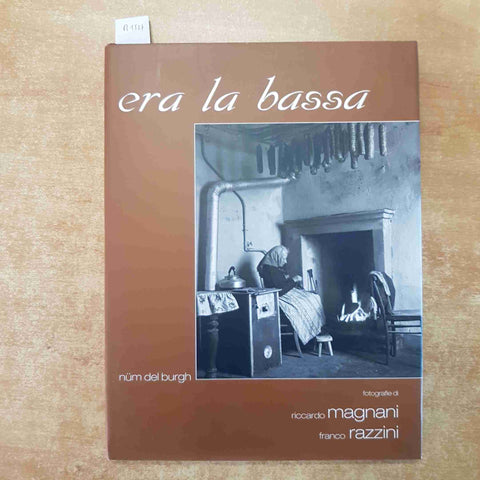 era la bassa
nüm del burgh
fotografie di
riccardo magnani
franco razzini